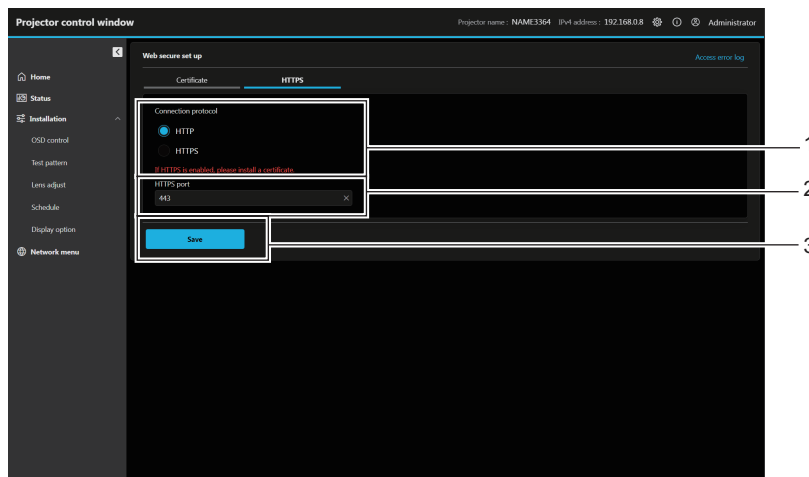 Projector control window
Projector name : NAME3364 IPv4 address : 192.168.0.8 Administrator
Web secure set up
Access error log
Certificate HTTPS
Home
Status
Installation
OSD control
Test pattern
Lens adjust
Schedule
Display option
Network menu
Connection protocol
HTTP
HTTPS
If HTTPS is enabled, please install a certificate.
HTTPS port
443
Save
1
2
3